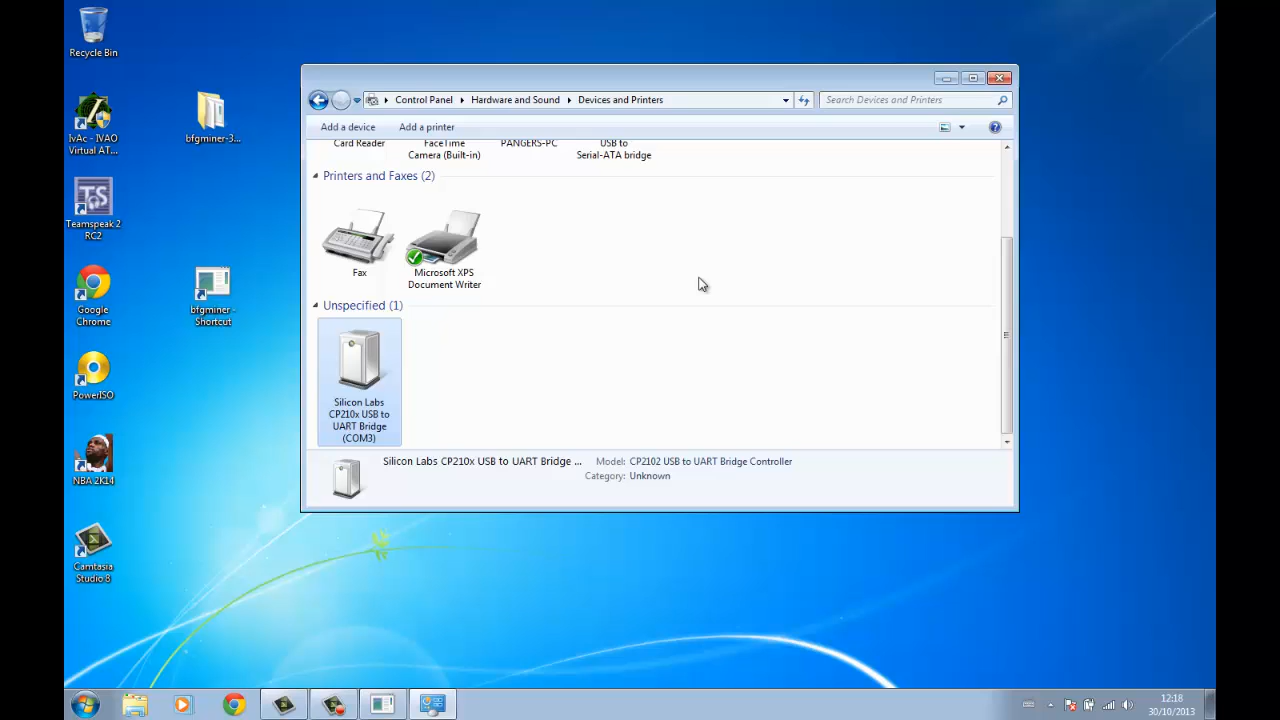 Recycle Bin
IvAc - IVAO
Virtual AT...
bfgminer-3...
Teamspeak 2
RC2
Google
Chrome
bfgminer -
Shortcut
PowerISO
NBA 2K14
Camtasia
Studio 8
Control Panel
Hardware and Sound
Devices and Printers
Search Devices and Printers
Add a device
Add a printer
Card Reader
FaceTime
Camera (Built-in)
PANGERS-PC
USB to
Serial-ATA bridge
Printers and Faxes (2)
Fax
Microsoft XPS
Document Writer
Unspecified (1)
Silicon Labs
CP210x USB to
UART Bridge
(COM3)
Silicon Labs CP210x USB to UART Bridge ...
Model: CP2102 USB to UART Bridge Controller
Category: Unknown
12:18
30/10/2013